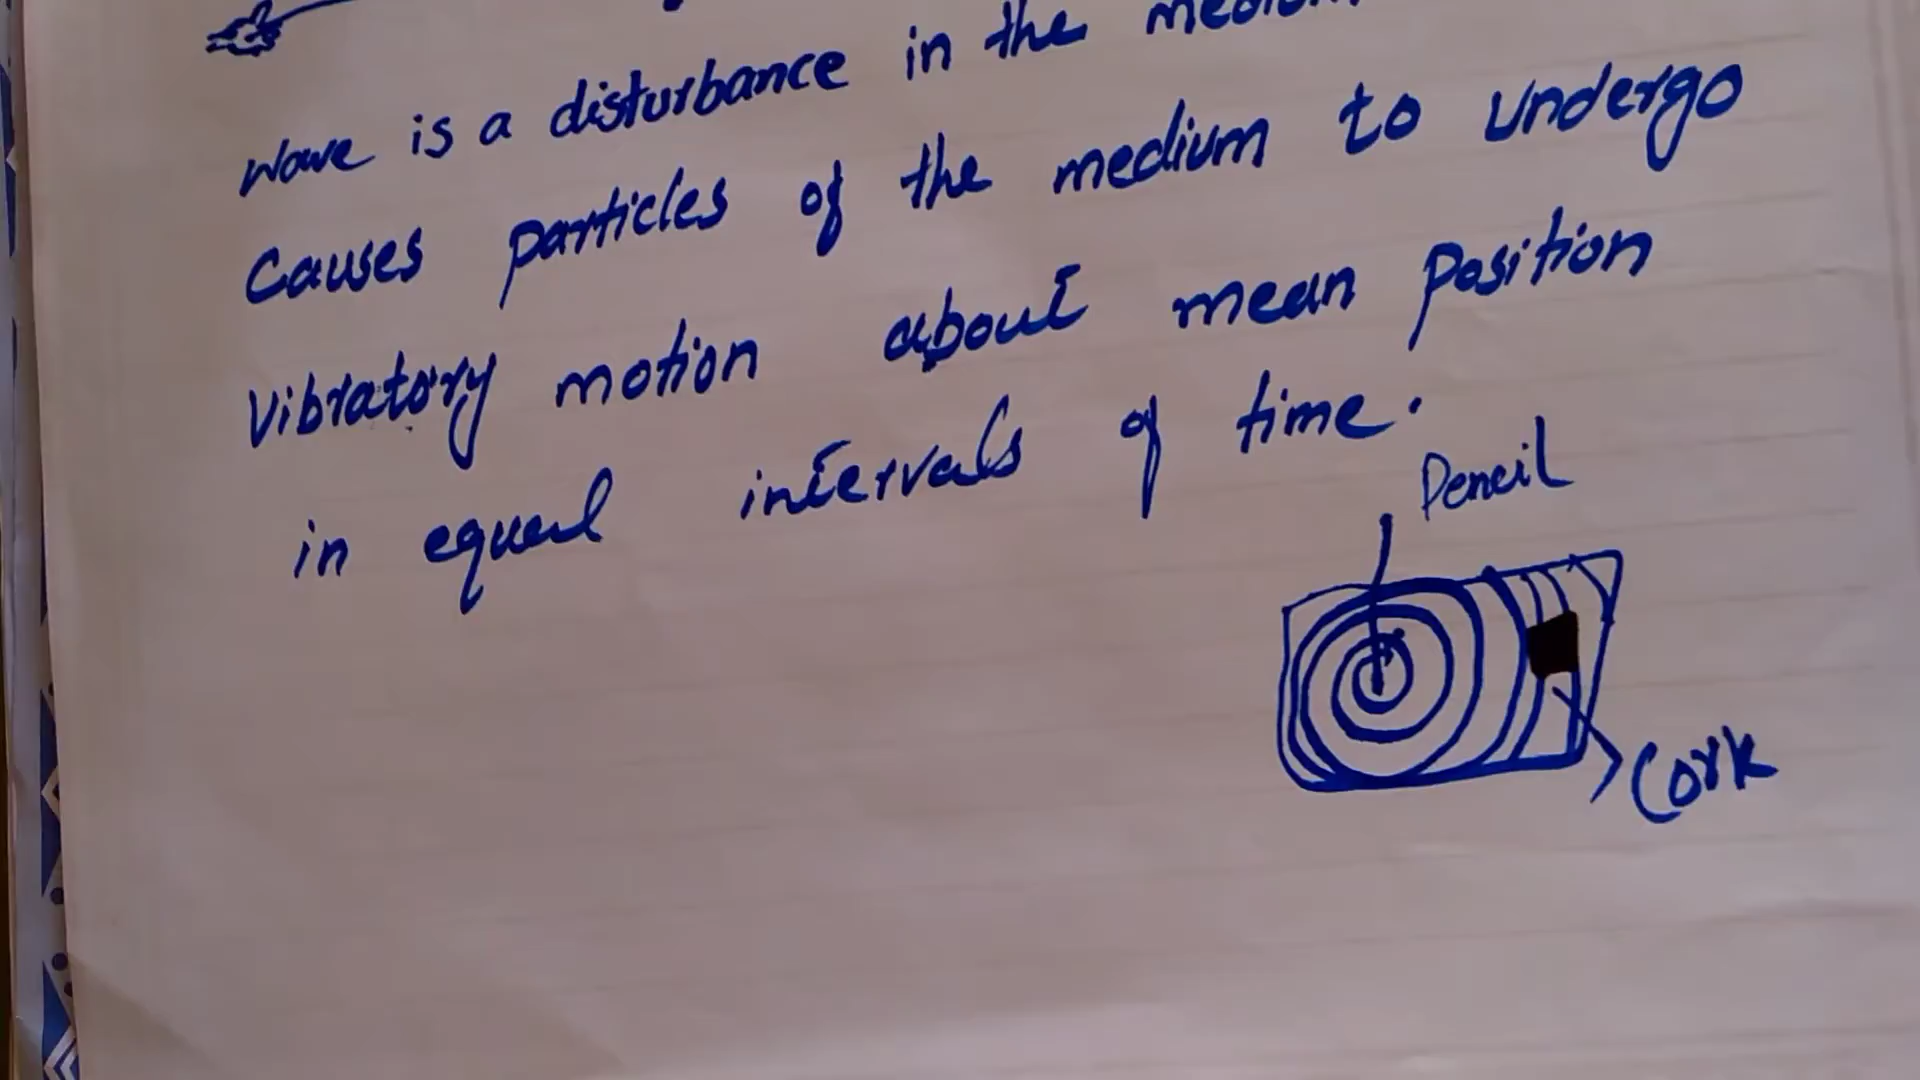 Wave is a disturbance in the medium
Causes particles of the medium to undergo
Vibratory motion about mean position
in equal intervals of time.
Pencil
Cork